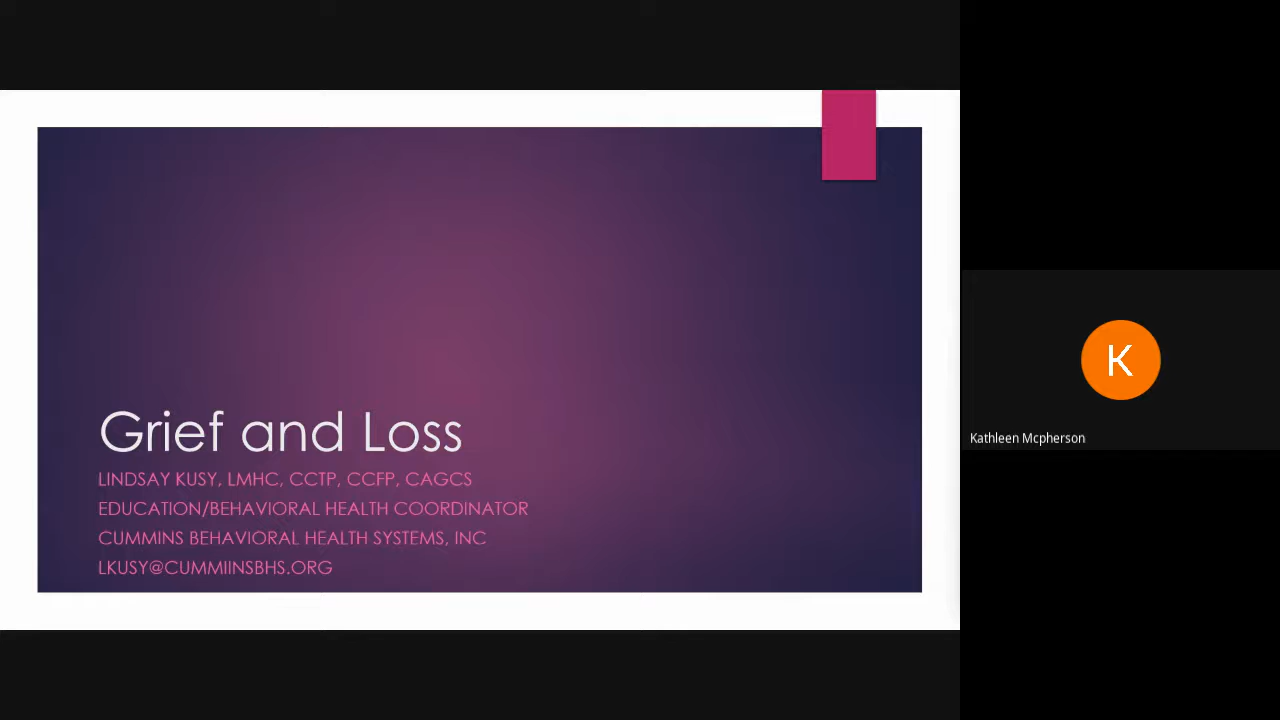 Grief and Loss
LINDSAY KUSY, LMHC, CCTP, CCFP, CAGCS
EDUCATION/BEHAVIORAL HEALTH COORDINATOR
CUMMINS BEHAVIORAL HEALTH SYSTEMS, INC
LKUSY@CUMMIINSBHS.ORG
K
Kathleen Mcpherson